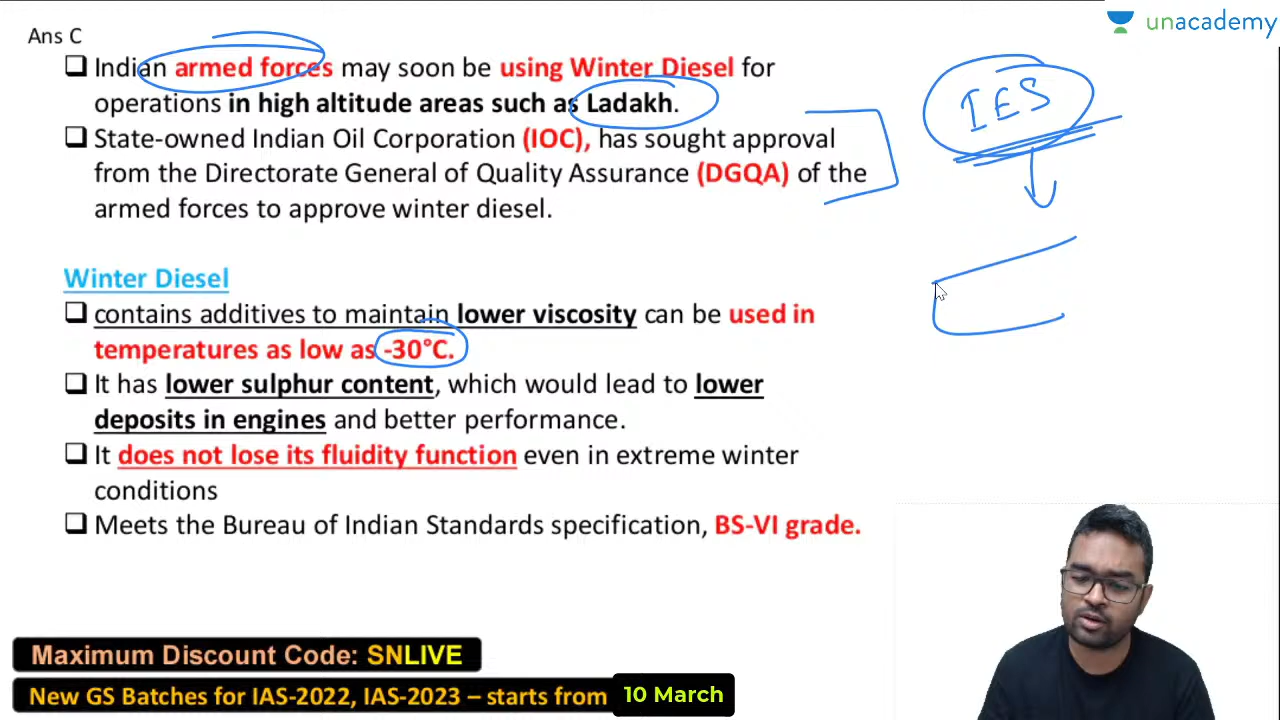 unacademy
Ans C
Indian armed forces may soon be using Winter Diesel for
operations in high altitude areas such as Ladakh.
State-owned Indian Oil Corporation (IOC), has sought approval
from the Directorate General of Quality Assurance (DGQA) of the
armed forces to approve winter diesel.
IES
Winter Diesel
contains additives to maintain lower viscosity can be used in
temperatures as low as -30°C.
It has lower sulphur content, which would lead to lower
deposits in engines and better performance.
It does not lose its fluidity function even in extreme winter
conditions
Meets the Bureau of Indian Standards specification, BS-VI grade.
Maximum Discount Code: SNLIVE
New GS Batches for IAS-2022, IAS-2023 – starts from 10 March